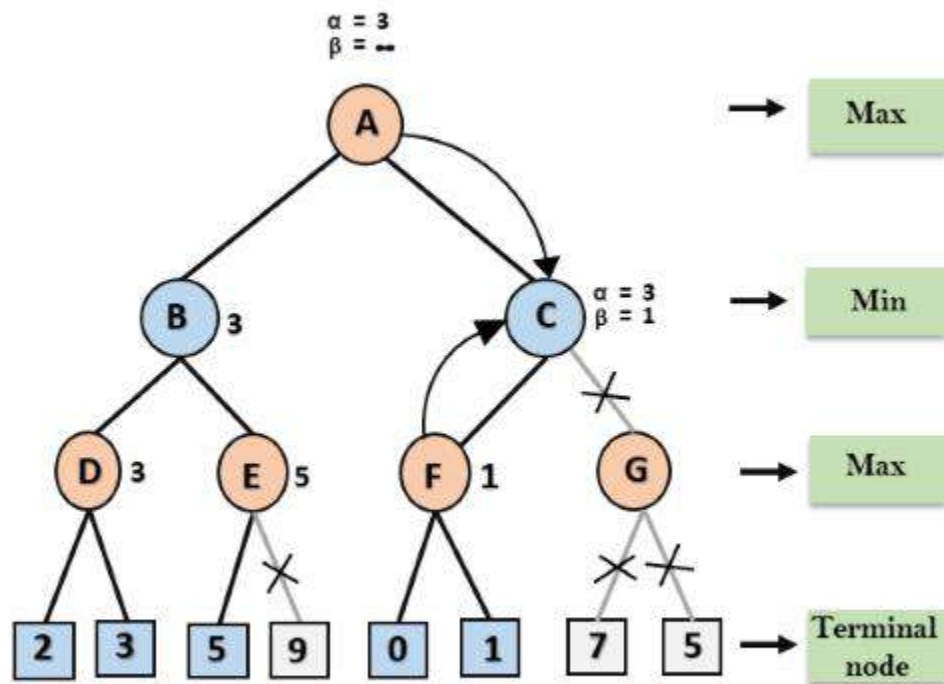 α = 3
β = ∞
A
Max
B
3
C
α = 3
β = 1
Min
D
3
E
5
F
1
G
Max
2
3
5
9
0
1
7
5
Terminal
node